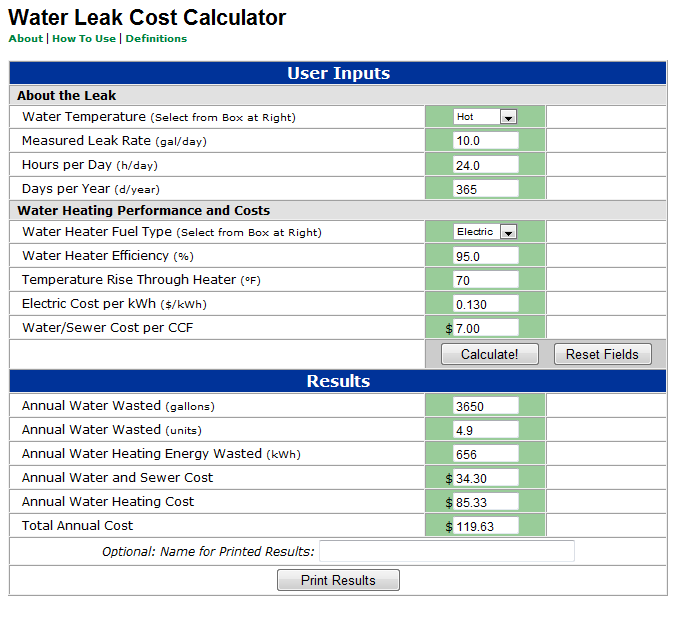 Water Leak Cost Calculator
About | How To Use | Definitions
User Inputs
About the Leak
Water Temperature (Select from Box at Right) Hot
Measured Leak Rate (gal/day) 10.0
Hours per Day (h/day) 24.0
Days per Year (d/year) 365
Water Heating Performance and Costs
Water Heater Fuel Type (Select from Box at Right) Electric
Water Heater Efficiency (%) 95.0
Temperature Rise Through Heater (ºF) 70
Electric Cost per kWh ($/kWh) 0.130
Water/Sewer Cost per CCF $ 7.00
Calculate! Reset Fields
Results
Annual Water Wasted (gallons) 3650
Annual Water Wasted (units) 4.9
Annual Water Heating Energy Wasted (kWh) 656
Annual Water and Sewer Cost $ 34.30
Annual Water Heating Cost $ 85.33
Total Annual Cost $ 119.63
Optional: Name for Printed Results:
Print Results